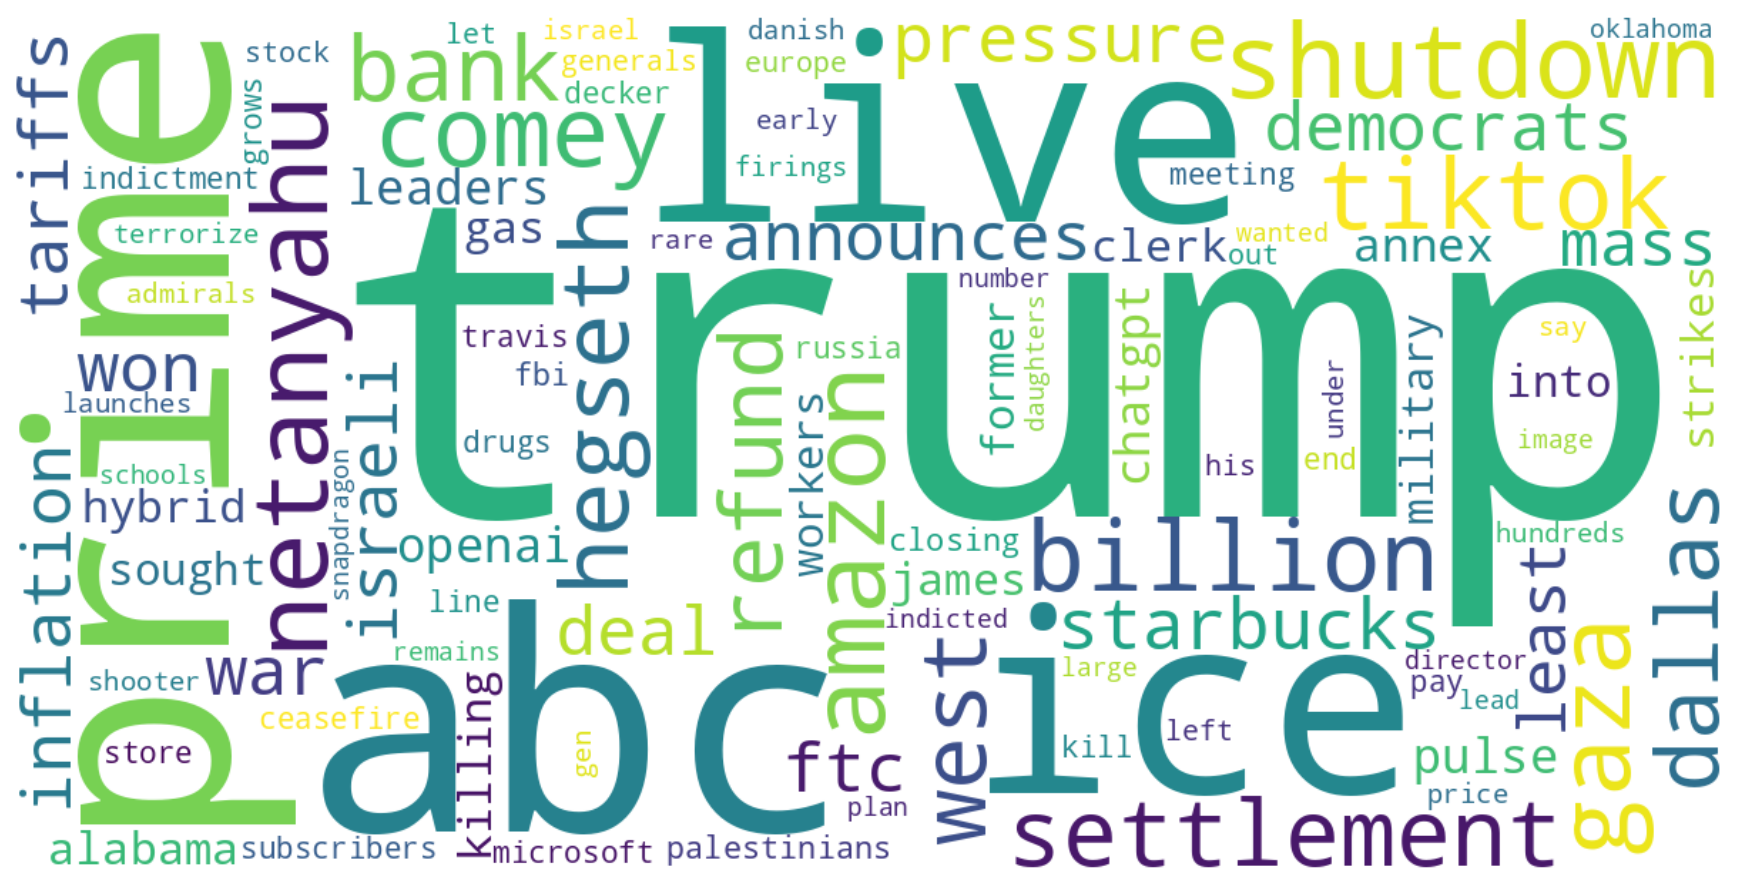 tariffs
prime
stock
grows
netanyahu
indictment
terrorize
admirals
won
launches
inflation
schools
hybrid
snapdragon
sought
israeli
let
israel
bank
generals
decker
comey
leaders
gas
live
danish
europe
early
firings
pressure
shutdown
oklahoma
democrats
meeting
tiktok
rare
announces
clerk
wanted
out
annex
mass
trump
hegseth
number
travis
fbi
drugs
refund
russia
workers
amazon
former
daughters
chatgpt
his
under
end
military
say
into
image
strikes
openai
closing
james
billion
hundreds
least
dallas
line
deal
indicted
starbucks
war
remains
shooter
ceasefire
store
abc
killing
gen
ftc
plan
west
ice
large
kill
left
director
pay
lead
gaza
pulse
price
alabama
subscribers
microsoft
palestinians
settlement